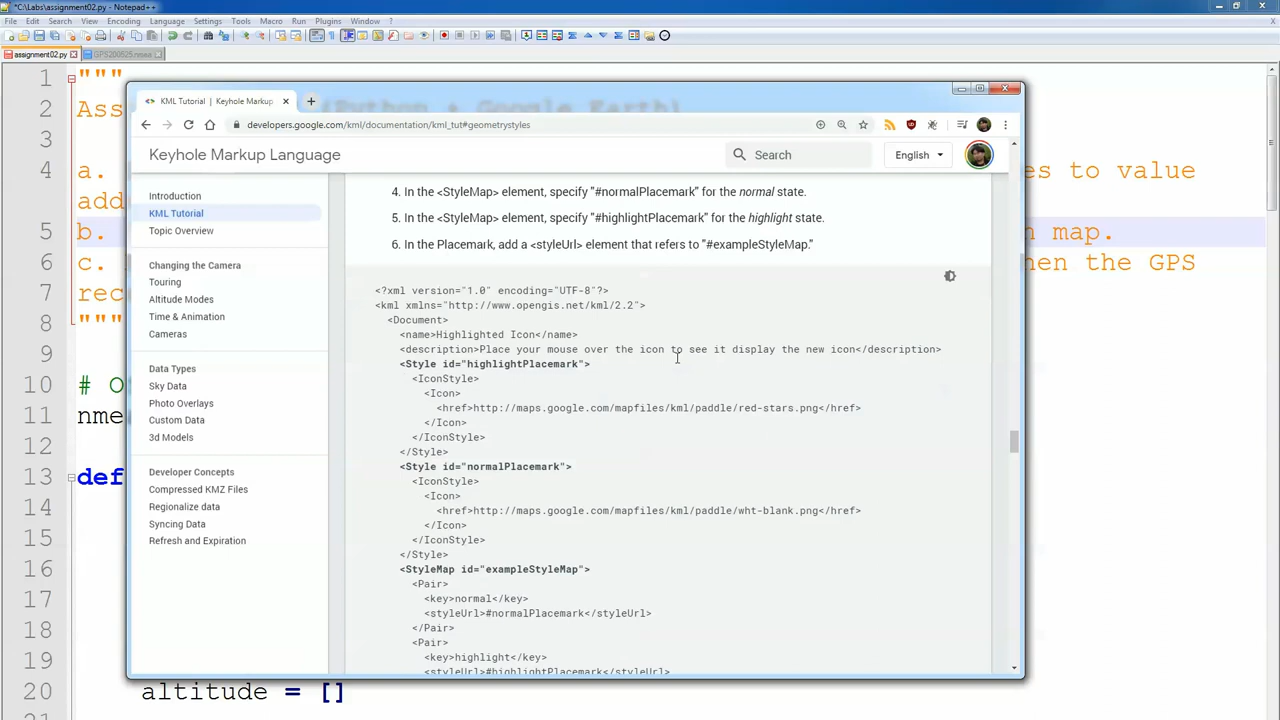 *C:\Labs\assignment02.py - Notepad++
File Edit Search View Encoding Language Settings Tools Macro Run Plugins Window ?
assignment02.py GPS200525.nmea
1 """
2 Ass (Python + Google Earth)
3
4 a. es to value
add
5 b. n map.
6 c. hen the GPS
7 rec
8 """
9
10 # O
11 nme
12
13 def
14
15
16
17
18
19
20 altitude = []
21
KML Tutorial | Keyhole Markup
developers.google.com/kml/documentation/kml_tut#geometrystyles
Keyhole Markup Language
Search
English
Introduction
KML Tutorial
Topic Overview
Changing the Camera
Touring
Altitude Modes
Time & Animation
Cameras
Data Types
Sky Data
Photo Overlays
Custom Data
3d Models
Developer Concepts
Compressed KMZ Files
Regionalize data
Syncing Data
Refresh and Expiration
4. In the <StyleMap> element, specify "#normalPlacemark" for the normal state.
5. In the <StyleMap> element, specify "#highlightPlacemark" for the highlight state.
6. In the Placemark, add a <styleUrl> element that refers to "#exampleStyleMap."
<?xml version="1.0" encoding="UTF-8"?>
<kml xmlns="http://www.opengis.net/kml/2.2">
<Document>
<name>Highlighted Icon</name>
<description>Place your mouse over the icon to see it display the new icon</description>
<Style id="highlightPlacemark">
<IconStyle>
<Icon>
<href>http://maps.google.com/mapfiles/kml/paddle/red-stars.png</href>
</Icon>
</IconStyle>
</Style>
<Style id="normalPlacemark">
<IconStyle>
<Icon>
<href>http://maps.google.com/mapfiles/kml/paddle/wht-blank.png</href>
</Icon>
</IconStyle>
</Style>
<StyleMap id="exampleStyleMap">
<Pair>
<key>normal</key>
<styleUrl>#normalPlacemark</styleUrl>
</Pair>
<Pair>
<key>highlight</key>
<styleUrl>#highlightPlacemark</styleUrl>